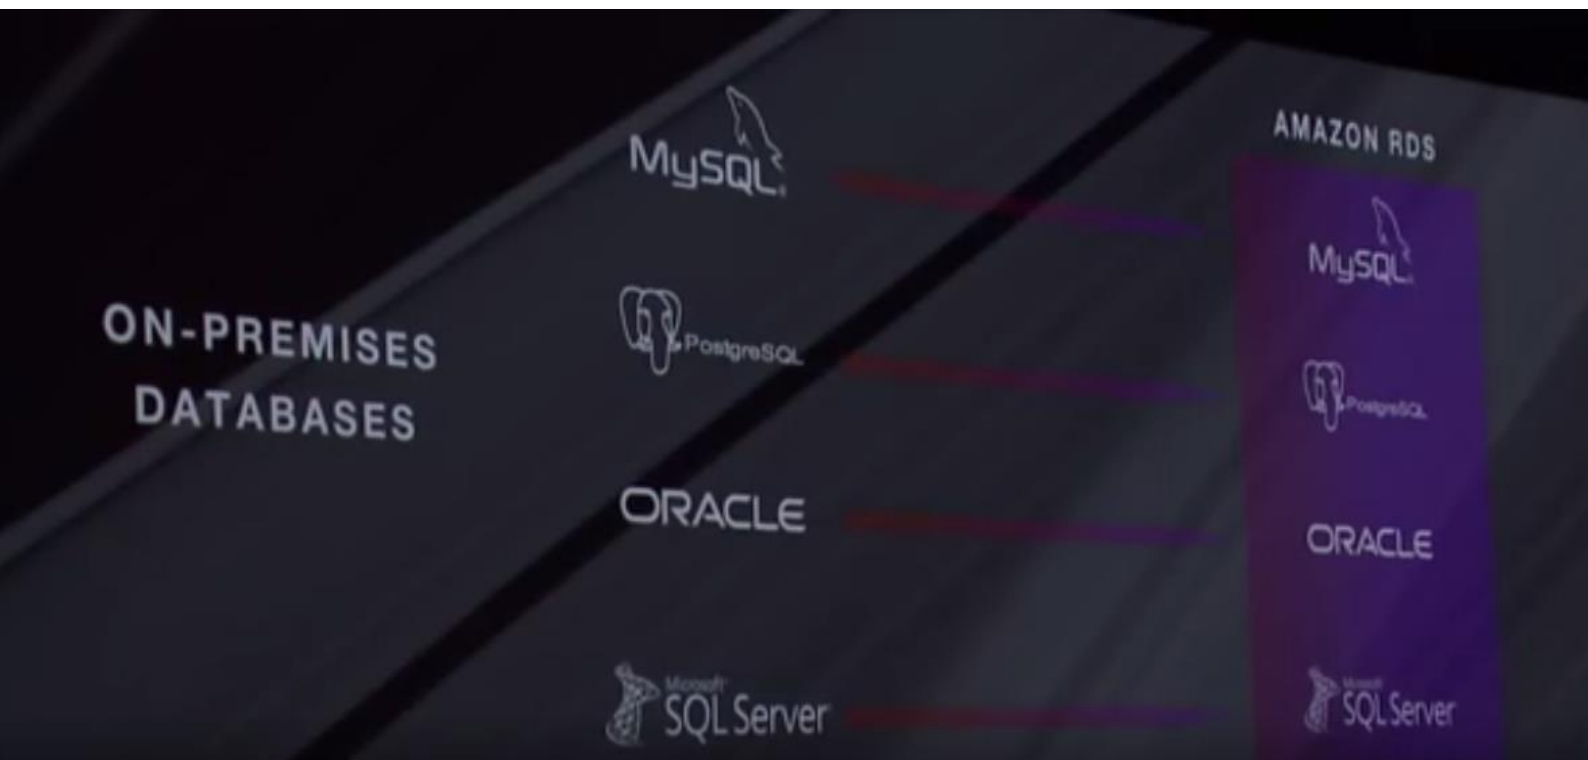 ON-PREMISES
DATABASES
MySQL
PostgreSQL
ORACLE
Microsoft
SQL Server
AMAZON RDS
MySQL
PostgreSQL
ORACLE
Microsoft
SQL Server